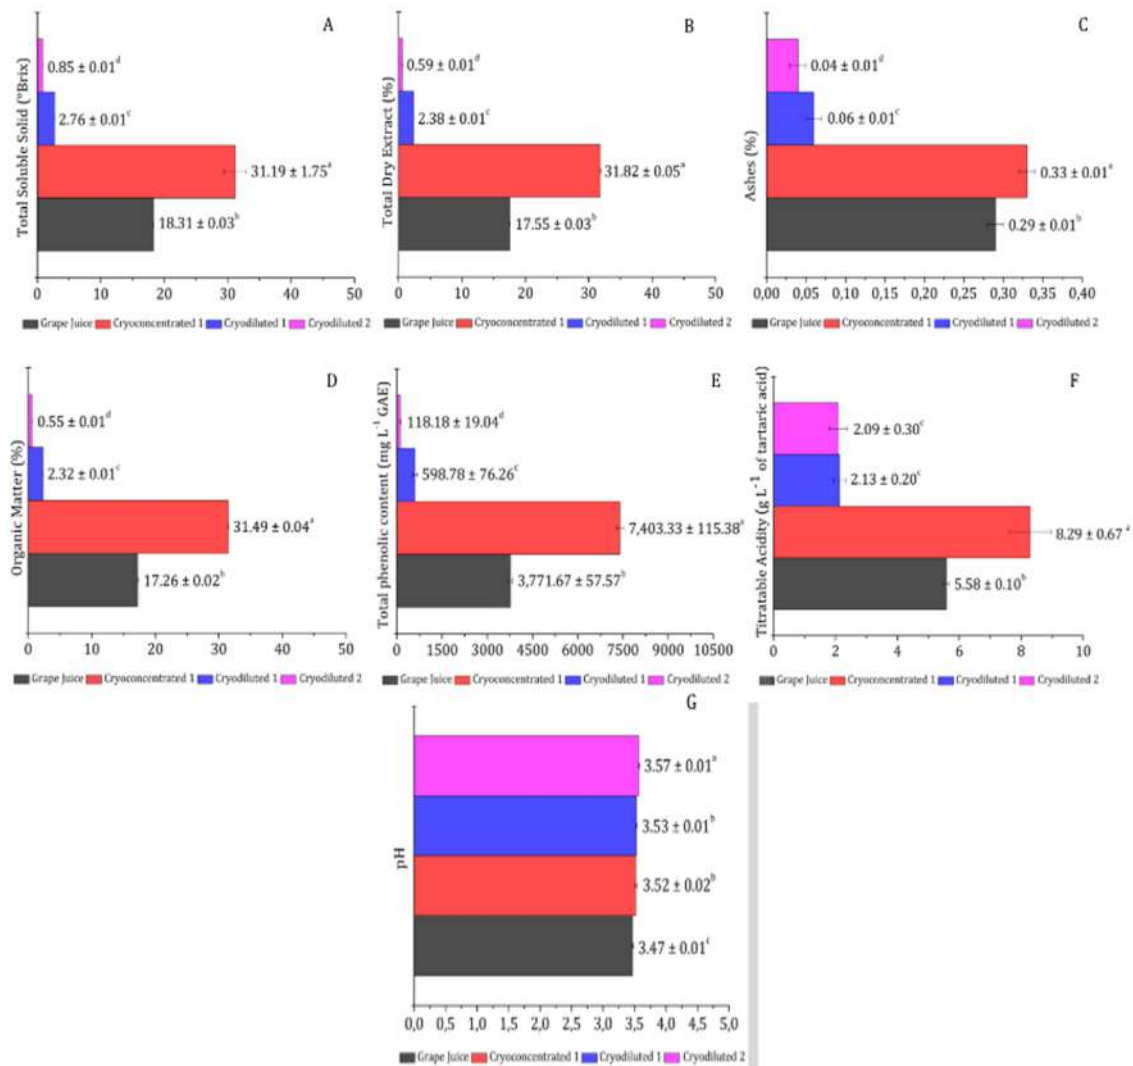 A
Total Soluble Solid (°Brix)
0.85 ± 0.01ᵈ
2.76 ± 0.01ᶜ
31.19 ± 1.75ᵃ
18.31 ± 0.03ᵇ
0 10 20 30 40 50
Grape Juice Cryoconcentrated 1 Cryodiluted 1 Cryodiluted 2
B
Total Dry Extract (%)
0.59 ± 0.01ᵈ
2.38 ± 0.01ᶜ
31.82 ± 0.05ᵃ
17.55 ± 0.03ᵇ
0 10 20 30 40 50
Grape Juice Cryoconcentrated 1 Cryodiluted 1 Cryodiluted 2
C
Ashes (%)
0.04 ± 0.01ᵈ
0.06 ± 0.01ᶜ
0.33 ± 0.01ᵃ
0.29 ± 0.01ᵇ
0,00 0,05 0,10 0,15 0,20 0,25 0,30 0,35 0,40
Grape Juice Cryoconcentrated 1 Cryodiluted 1 Cryodiluted 2
D
Organic Matter (%)
0.55 ± 0.01ᵈ
2.32 ± 0.01ᶜ
31.49 ± 0.04ᵃ
17.26 ± 0.02ᵇ
0 10 20 30 40 50
Grape Juice Cryoconcentrated 1 Cryodiluted 1 Cryodiluted 2
E
Total phenolic content (mg L⁻¹ GAE)
118.18 ± 19.04ᵈ
598.78 ± 76.26ᶜ
7,403.33 ± 115.38ᵃ
3,771.67 ± 57.57ᵇ
0 1500 3000 4500 6000 7500 9000 10500
Grape Juice Cryoconcentrated 1 Cryodiluted 1 Cryodiluted 2
F
Titratable Acidity (g L⁻¹ of tartaric acid)
2.09 ± 0.30ᶜ
2.13 ± 0.20ᶜ
8.29 ± 0.67ᵃ
5.58 ± 0.10ᵇ
0 2 4 6 8 10
Grape Juice Cryoconcentrated 1 Cryodiluted 1 Cryodiluted 2
G
pH
3.57 ± 0.01ᵃ
3.53 ± 0.01ᵇ
3.52 ± 0.02ᵇ
3.47 ± 0.01ᶜ
0,0 0,5 1,0 1,5 2,0 2,5 3,0 3,5 4,0 4,5 5,0
Grape Juice Cryoconcentrated 1 Cryodiluted 1 Cryodiluted 2